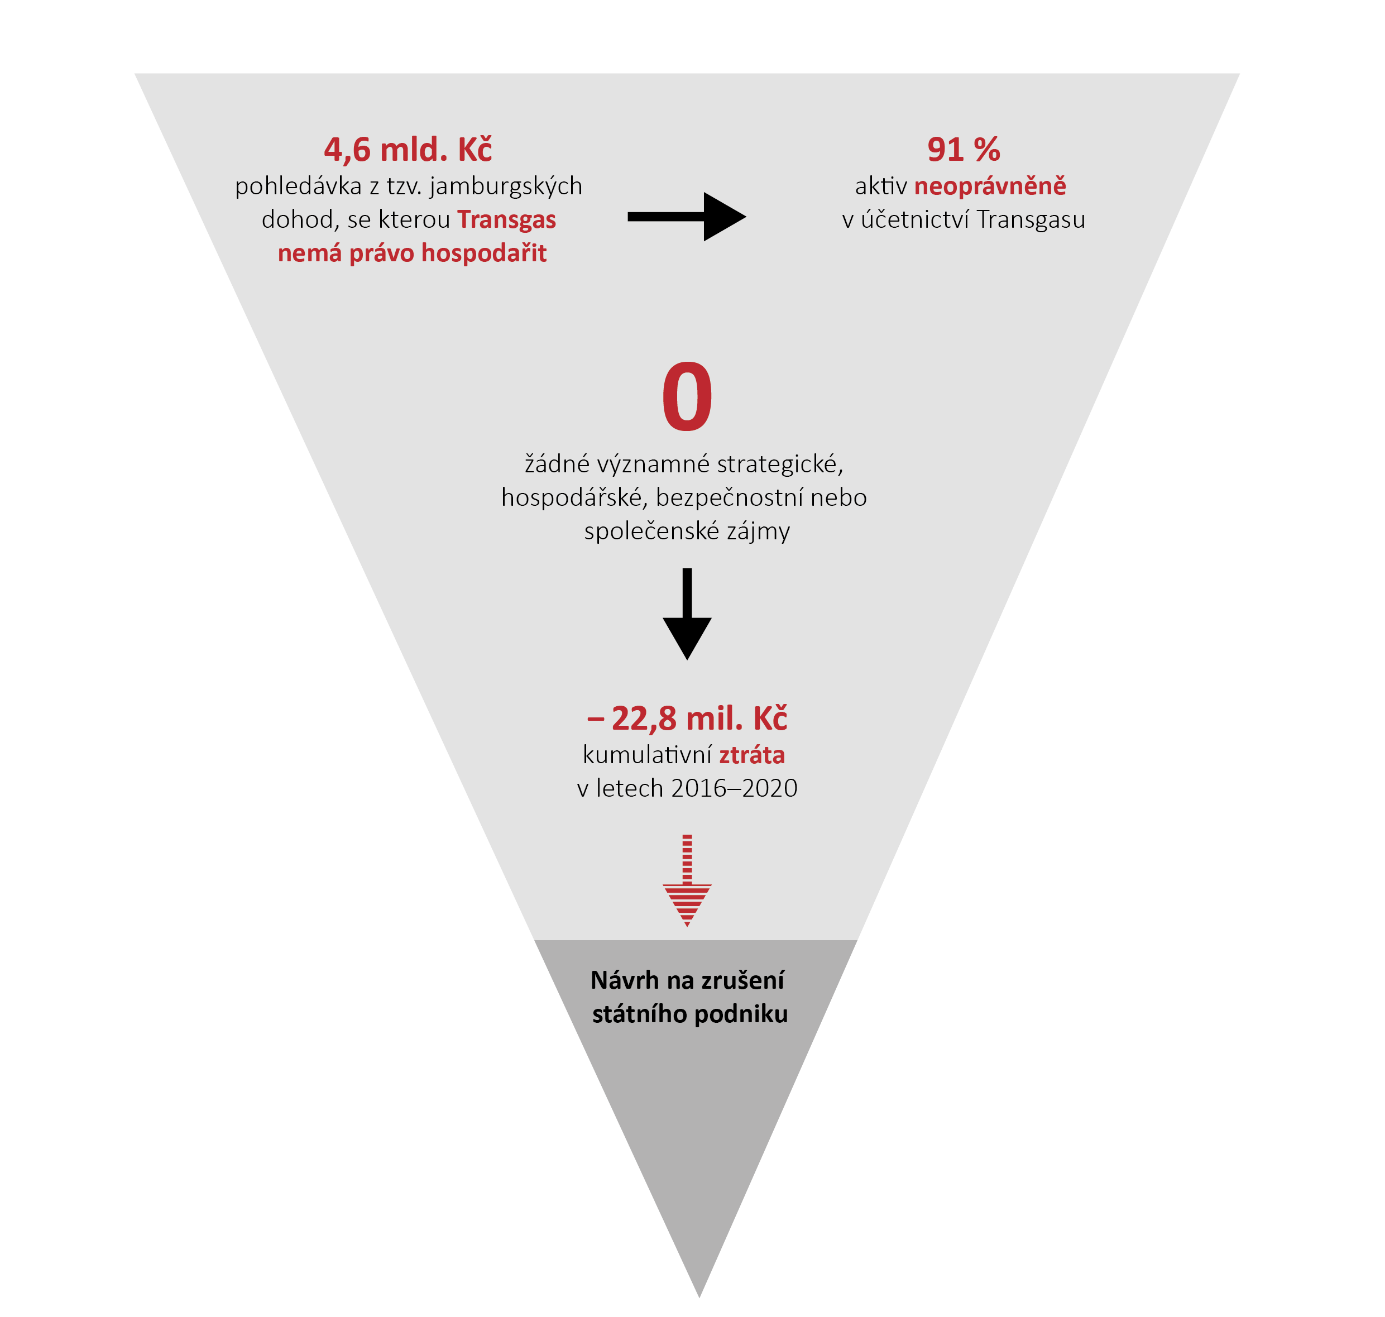 4,6 mld. Kč
pohledávka z tzv. jamburgských
dohod, se kterou Transgas
nemá právo hospodařit
91 %
aktiv neoprávněně
v účetnictví Transgasu
0
žádné významné strategické,
hospodářské, bezpečnostní nebo
společenské zájmy
– 22,8 mil. Kč
kumulativní ztráta
v letech 2016–2020
Návrh na zrušení
státního podniku